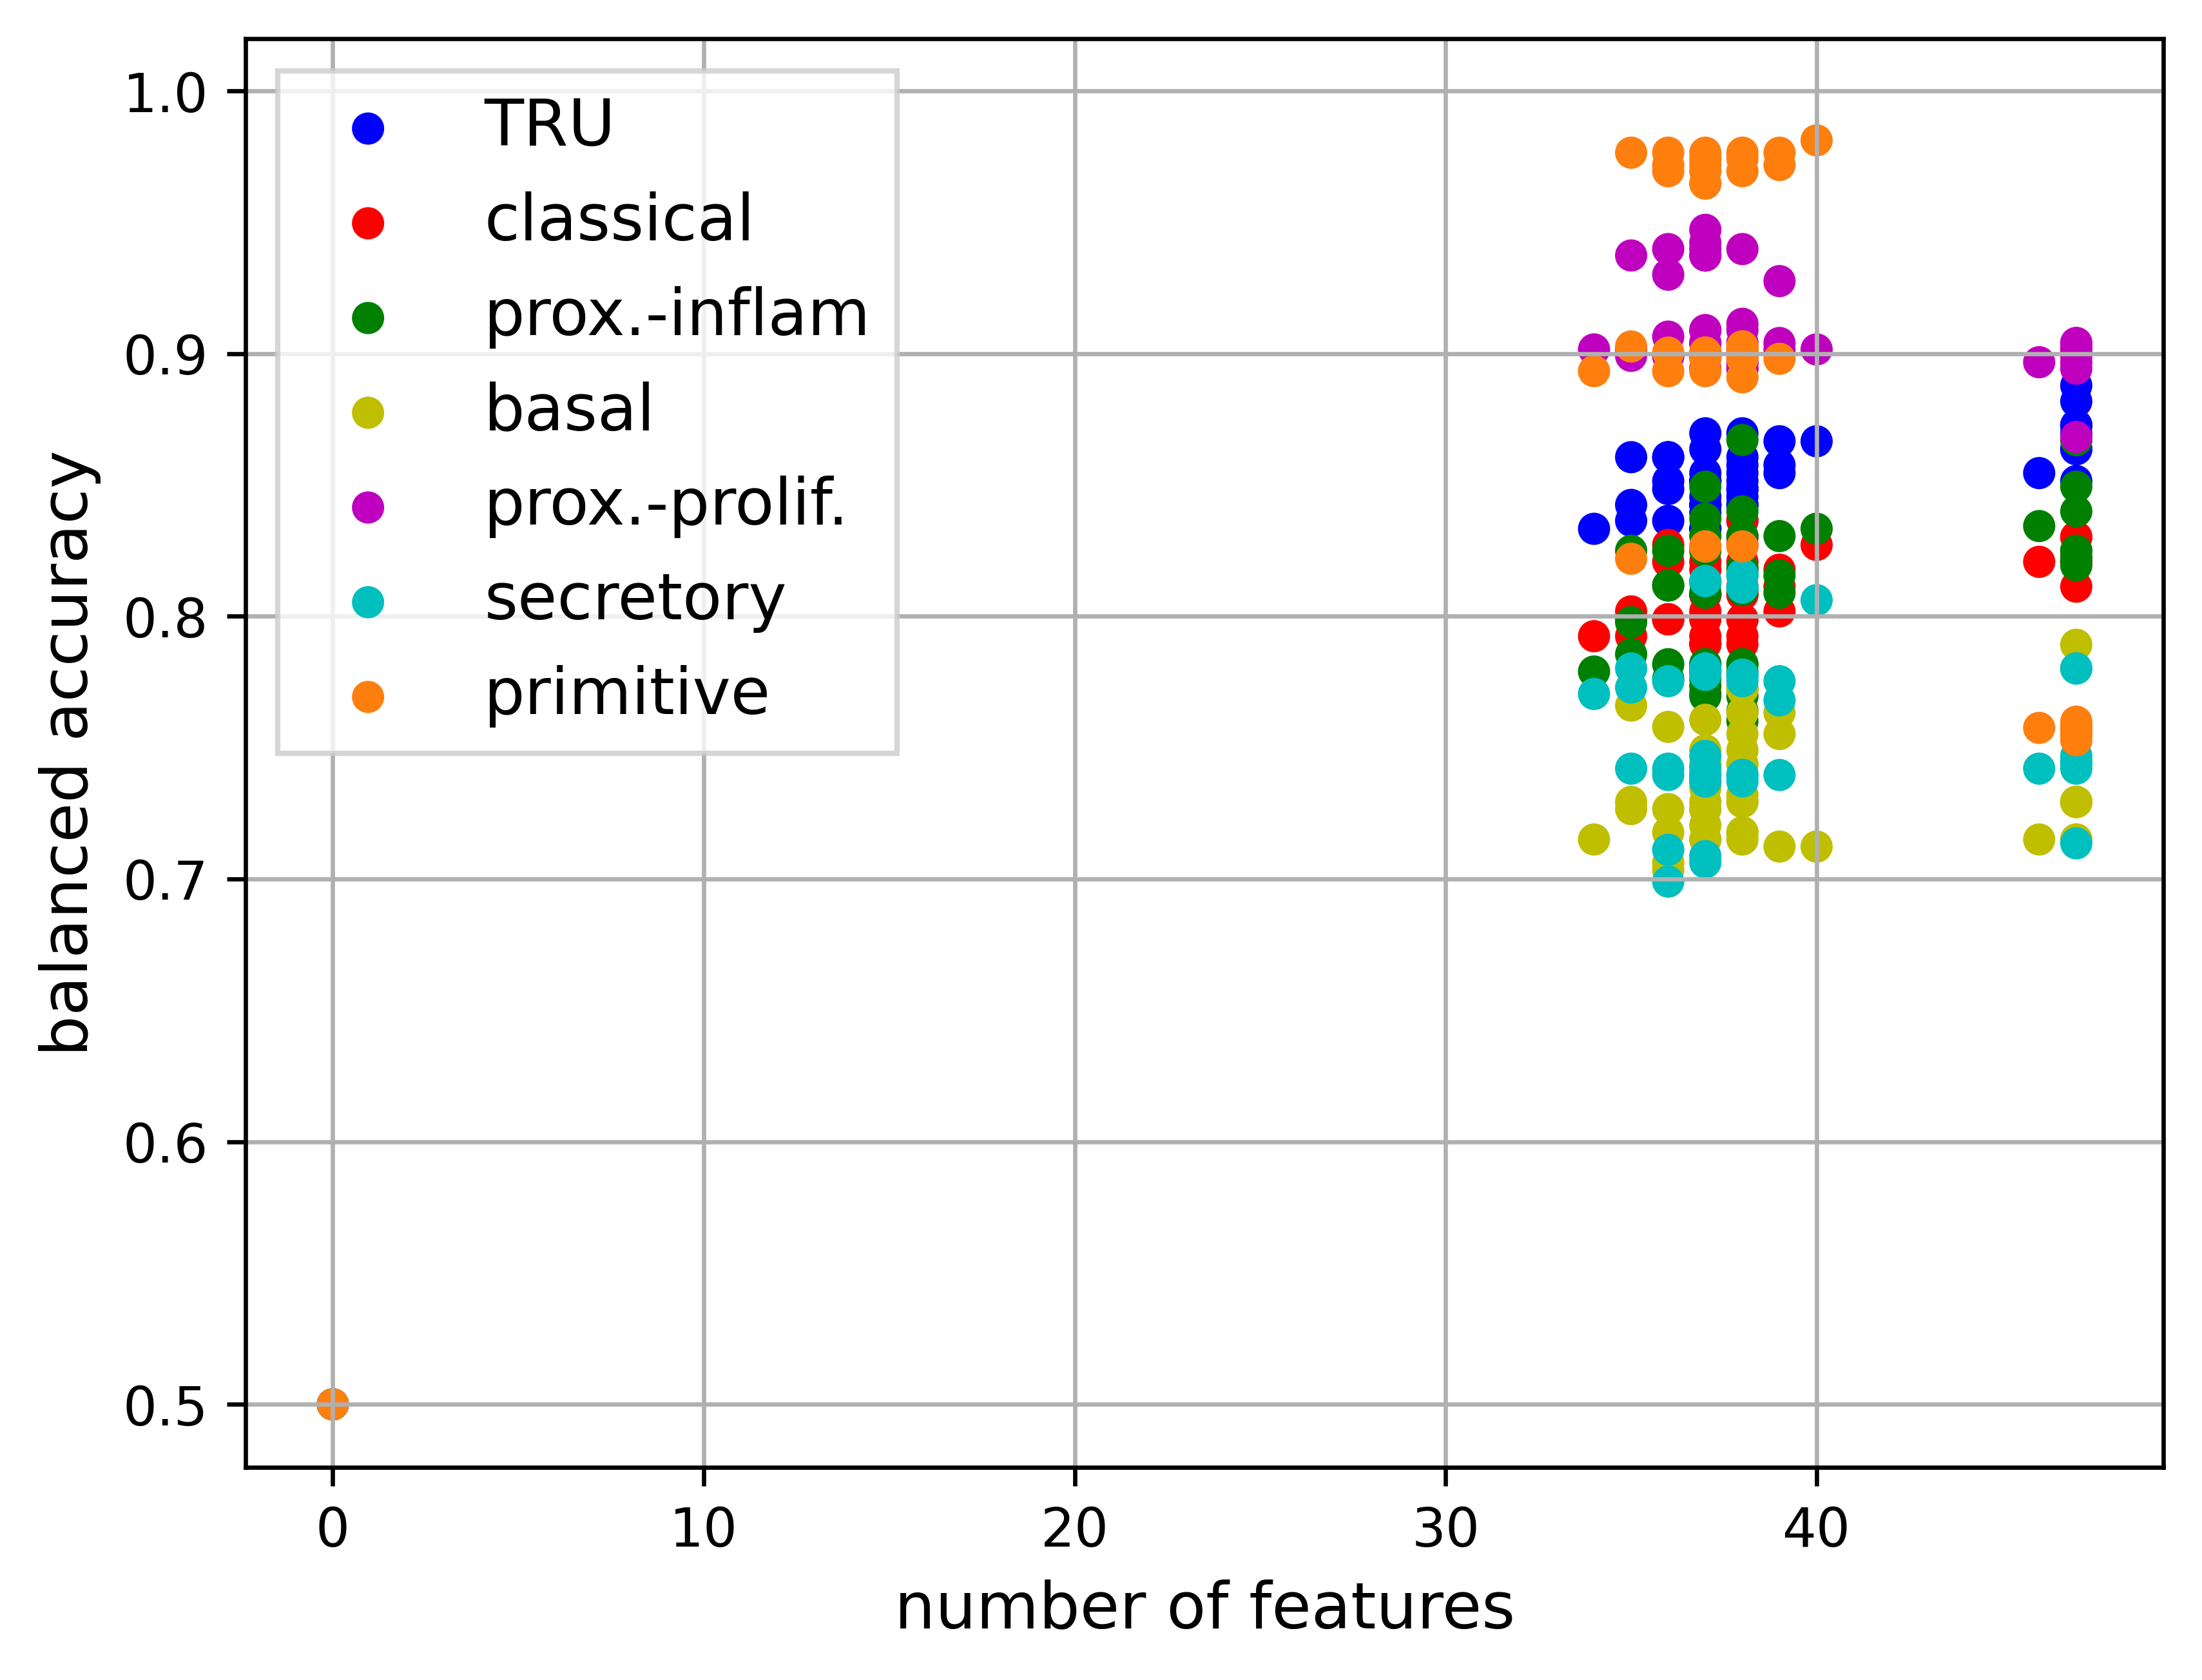 1.0
0.9
0.8
0.7
0.6
0.5
balanced accuracy
TRU
classical
prox.-inflam
basal
prox.-prolif.
secretory
primitive
0 10 20 30 40
number of features